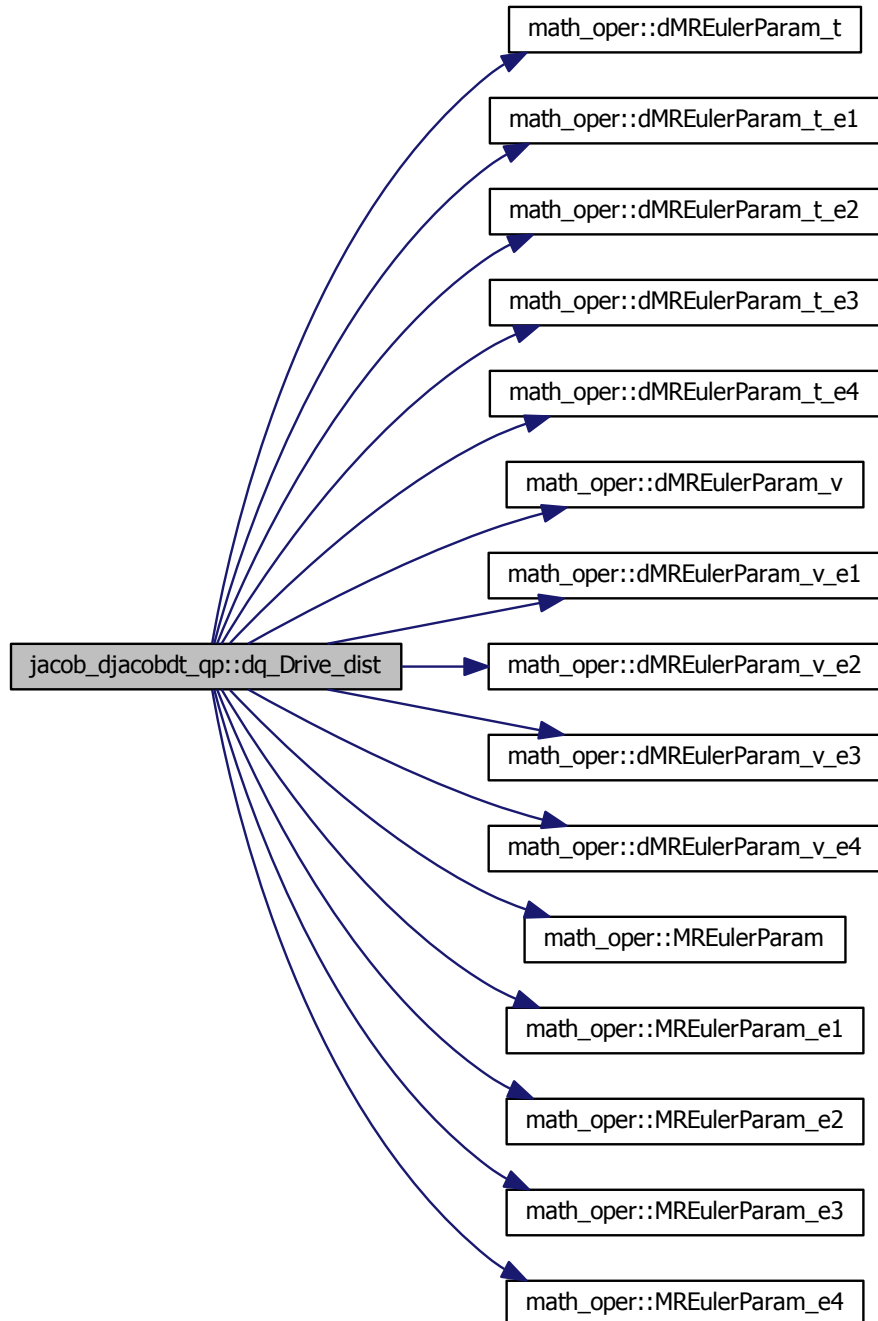 math_oper::dMREulerParam_t
math_oper::dMREulerParam_t_e1
math_oper::dMREulerParam_t_e2
math_oper::dMREulerParam_t_e3
math_oper::dMREulerParam_t_e4
math_oper::dMREulerParam_v
math_oper::dMREulerParam_v_e1
jacob_djacobdt_qp::dq_Drive_dist
math_oper::dMREulerParam_v_e2
math_oper::dMREulerParam_v_e3
math_oper::dMREulerParam_v_e4
math_oper::MREulerParam
math_oper::MREulerParam_e1
math_oper::MREulerParam_e2
math_oper::MREulerParam_e3
math_oper::MREulerParam_e4